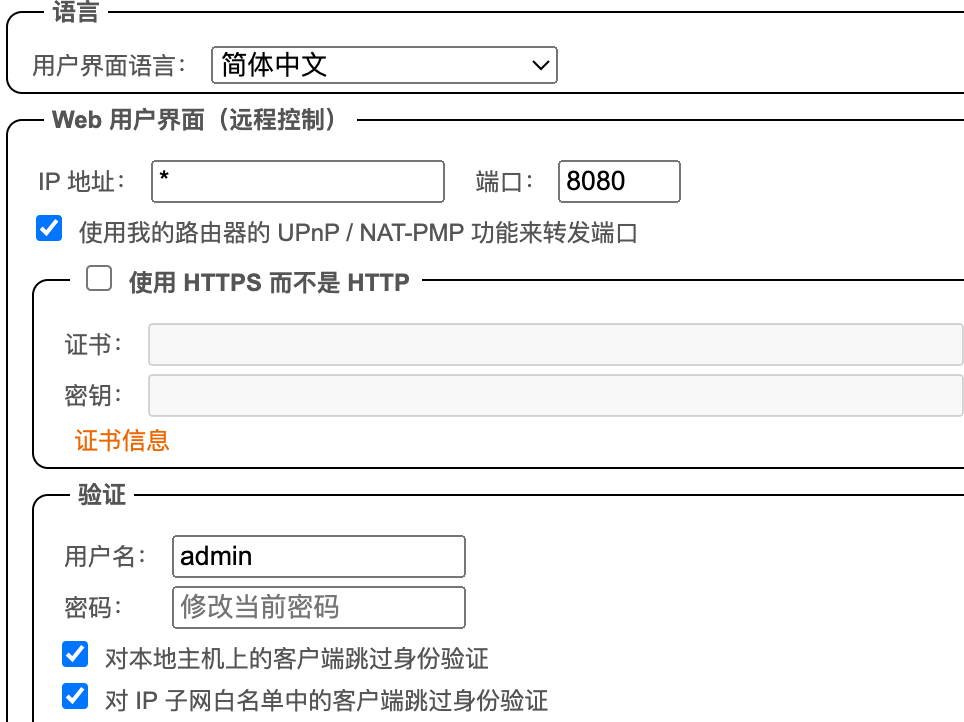 语言
用户界面语言： 简体中文
Web 用户界面（远程控制）
IP 地址： * 端口： 8080
使用我的路由器的 UPnP / NAT-PMP 功能来转发端口
使用 HTTPS 而不是 HTTP
证书：
密钥：
证书信息
验证
用户名： admin
密码： 修改当前密码
对本地主机上的客户端跳过身份验证
对 IP 子网白名单中的客户端跳过身份验证